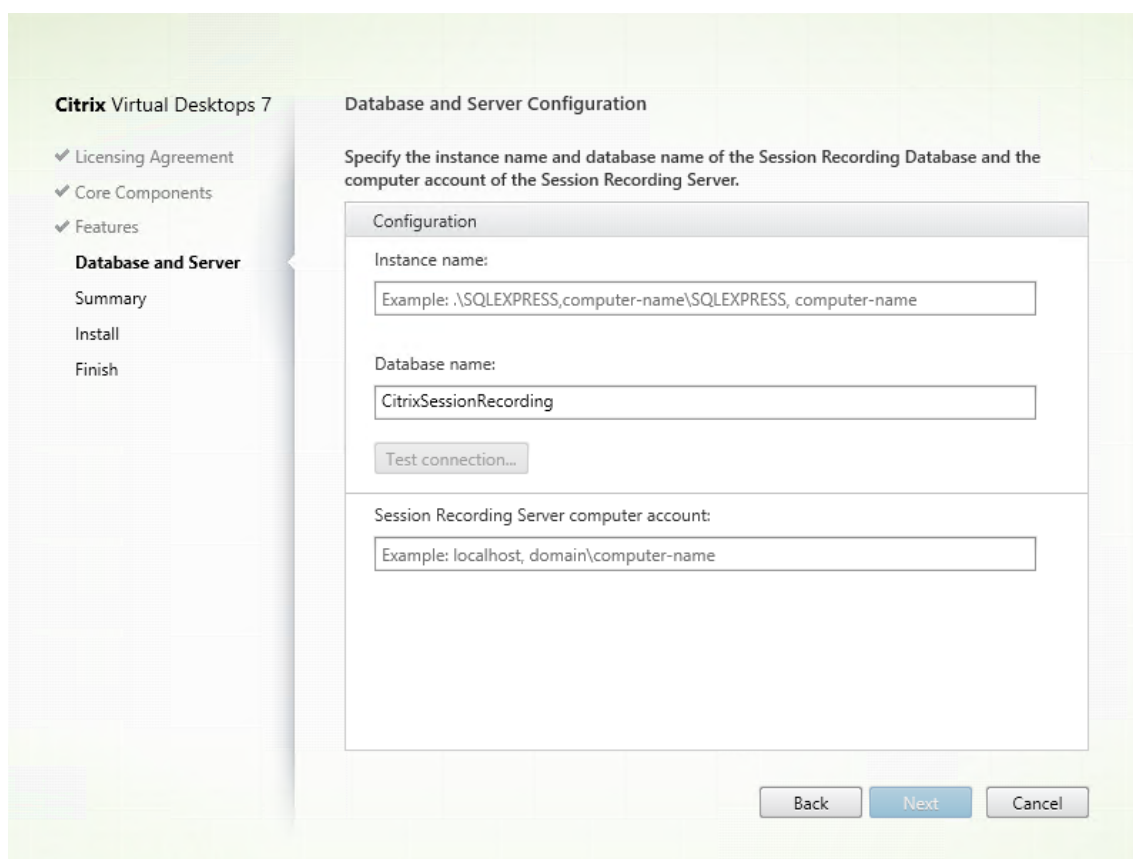 Citrix Virtual Desktops 7
Licensing Agreement
Core Components
Features
Database and Server
Summary
Install
Finish
Database and Server Configuration
Specify the instance name and database name of the Session Recording Database and the
computer account of the Session Recording Server.
Configuration
Instance name:
Example: .\SQLEXPRESS,computer-name\SQLEXPRESS, computer-name
Database name:
CitrixSessionRecording
Test connection...
Session Recording Server computer account:
Example: localhost, domain\computer-name
Back
Next
Cancel